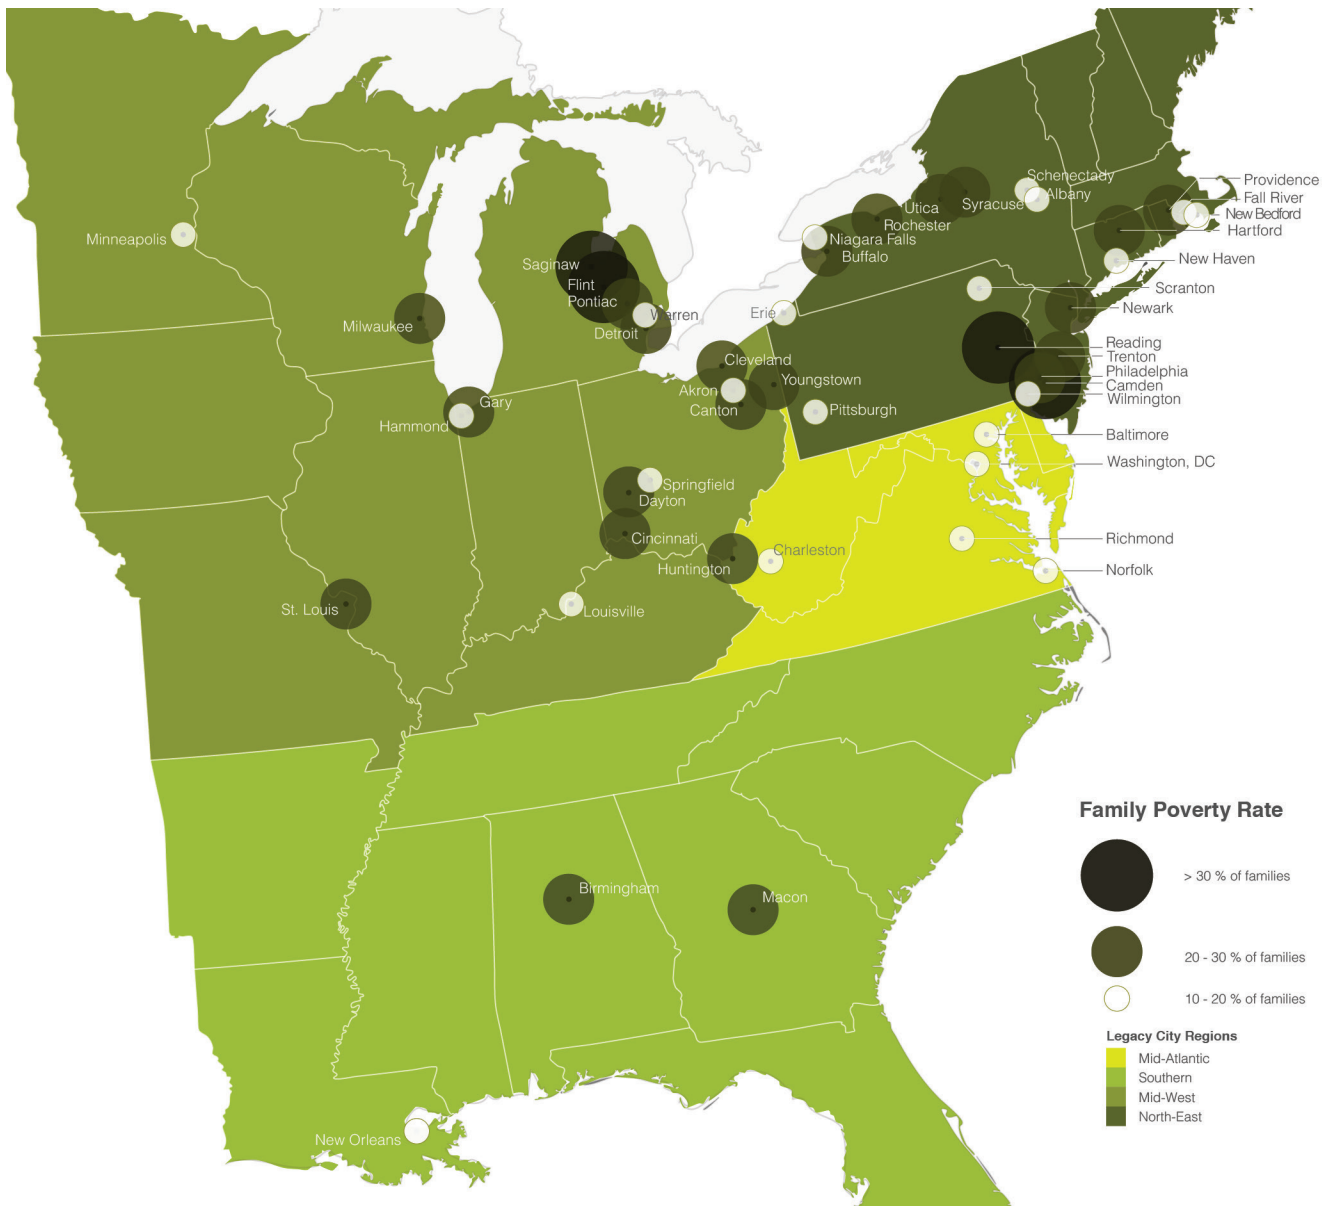 Schenectady
Albany
Providence
Fall River
New Bedford
Hartford
Utica
Syracuse
Rochester
Niagara Falls
Buffalo
Minneapolis
New Haven
Saginaw
Flint
Pontiac
Scranton
Newark
Erie
Warren
Milwaukee
Detroit
Reading
Trenton
Philadelphia
Camden
Wilmington
Cleveland
Youngstown
Akron
Canton
Gary
Hammond
Pittsburgh
Baltimore
Washington, DC
Springfield
Dayton
Cincinnati
Richmond
Charleston
Huntington
Norfolk
St. Louis
Louisville
Birmingham
Macon
New Orleans
Family Poverty Rate
> 30 % of families
20 - 30 % of families
10 - 20 % of families
Legacy City Regions
Mid-Atlantic
Southern
Mid-West
North-East